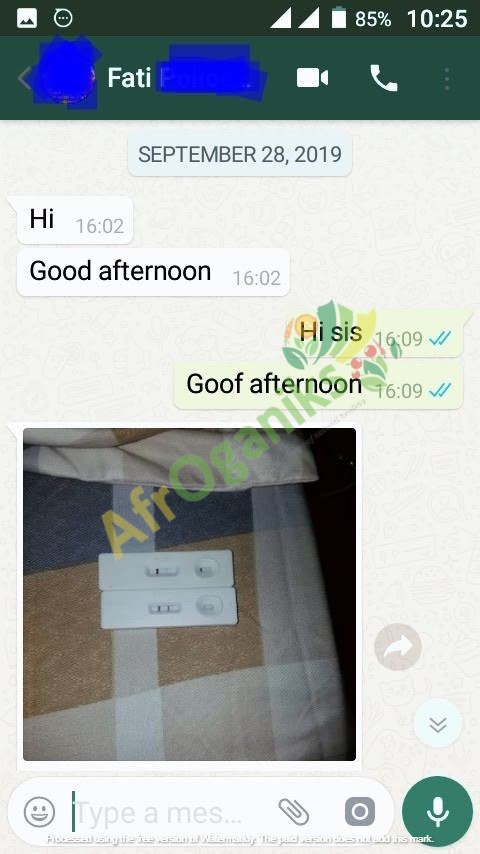 85% 10:25
Fati
SEPTEMBER 28, 2019
Hi 16:02
Good afternoon 16:02
Hi sis 16:09
Goof afternoon 16:09
AfrOganiks
Type a mes...
Processed using the free version of Watermarkly. The paid version does not add this mark.